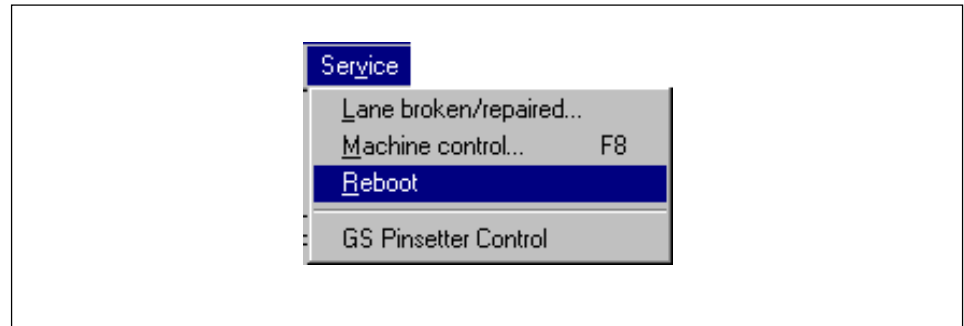 Service
Lane broken/repaired...
Machine control... F8
Reboot
GS Pinsetter Control